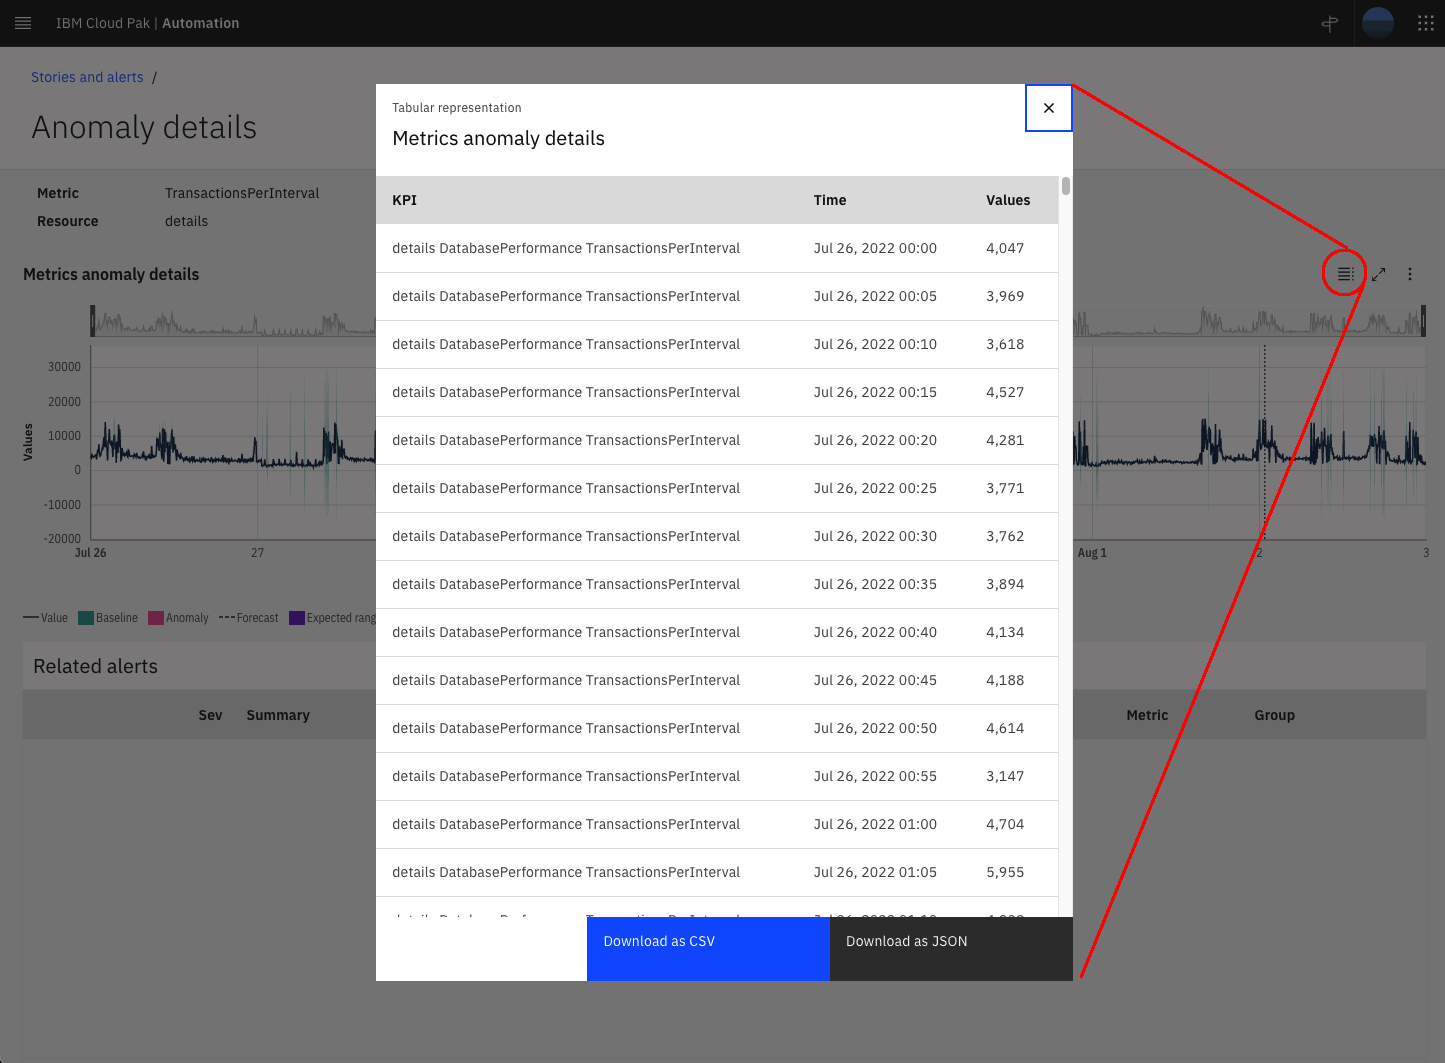 IBM Cloud Pak | Automation
Stories and alerts /
Anomaly details
Metric TransactionsPerInterval
Resource details
Metrics anomaly details
30000
20000
10000
0
-10000
-20000
Values
Jul 26 27 Aug 1 2 3
Value Baseline Anomaly Forecast Expected rang
Related alerts
Sev Summary Metric Group
Tabular representation
Metrics anomaly details
KPI Time Values
details DatabasePerformance TransactionsPerInterval Jul 26, 2022 00:00 4,047
details DatabasePerformance TransactionsPerInterval Jul 26, 2022 00:05 3,969
details DatabasePerformance TransactionsPerInterval Jul 26, 2022 00:10 3,618
details DatabasePerformance TransactionsPerInterval Jul 26, 2022 00:15 4,527
details DatabasePerformance TransactionsPerInterval Jul 26, 2022 00:20 4,281
details DatabasePerformance TransactionsPerInterval Jul 26, 2022 00:25 3,771
details DatabasePerformance TransactionsPerInterval Jul 26, 2022 00:30 3,762
details DatabasePerformance TransactionsPerInterval Jul 26, 2022 00:35 3,894
details DatabasePerformance TransactionsPerInterval Jul 26, 2022 00:40 4,134
details DatabasePerformance TransactionsPerInterval Jul 26, 2022 00:45 4,188
details DatabasePerformance TransactionsPerInterval Jul 26, 2022 00:50 4,614
details DatabasePerformance TransactionsPerInterval Jul 26, 2022 00:55 3,147
details DatabasePerformance TransactionsPerInterval Jul 26, 2022 01:00 4,704
details DatabasePerformance TransactionsPerInterval Jul 26, 2022 01:05 5,955
Download as CSV Download as JSON